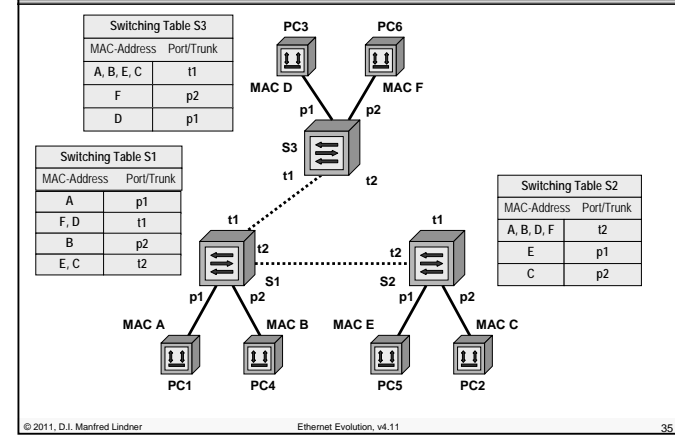 Switching Table S3
MAC-Address Port/Trunk
A, B, E, C t1
F p2
D p1
PC3 PC6
MAC D MAC F
p1 p2
S3
t1 t2
Switching Table S1
MAC-Address Port/Trunk
A p1
F, D t1
B p2
E, C t2
Switching Table S2
MAC-Address Port/Trunk
A, B, D, F t2
E p1
C p2
t1 t1
t2 t2
S1 S2
p1 p2 p1 p2
MAC A MAC B MAC E MAC C
PC1 PC4 PC5 PC2
© 2011, D.I. Manfred Lindner Ethernet Evolution, v4.11 35